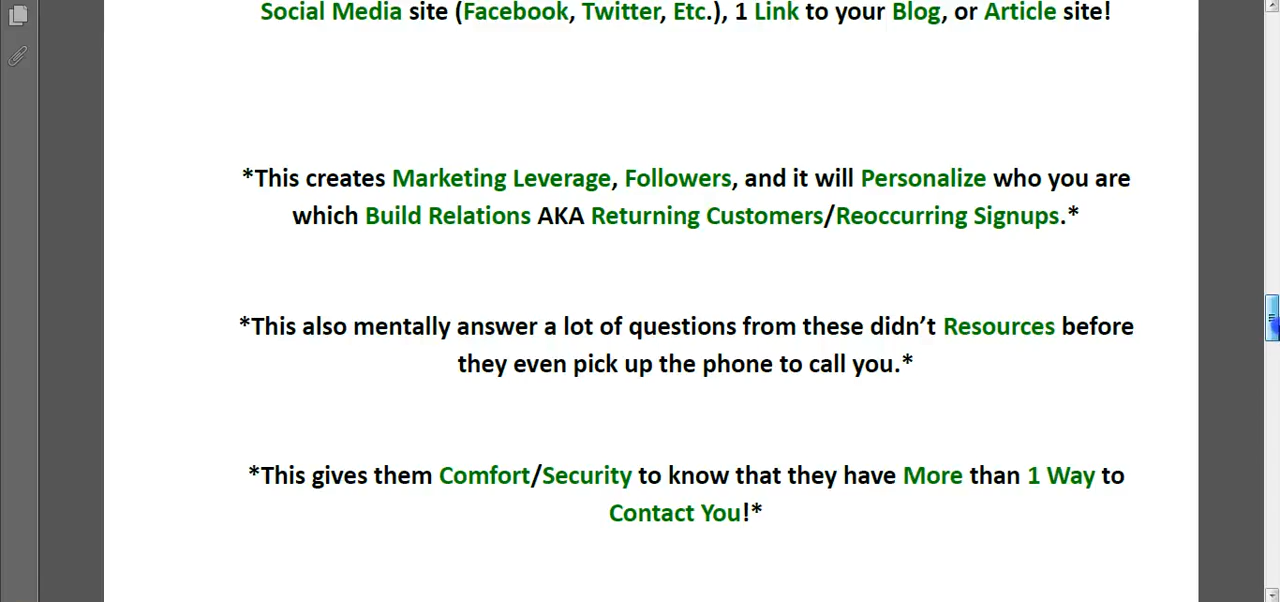 Social Media site (Facebook, Twitter, Etc.), 1 Link to your Blog, or Article site!
*This creates Marketing Leverage, Followers, and it will Personalize who you are
which Build Relations AKA Returning Customers/Reoccurring Signups.*
*This also mentally answer a lot of questions from these didn’t Resources before
they even pick up the phone to call you.*
*This gives them Comfort/Security to know that they have More than 1 Way to
Contact You!*